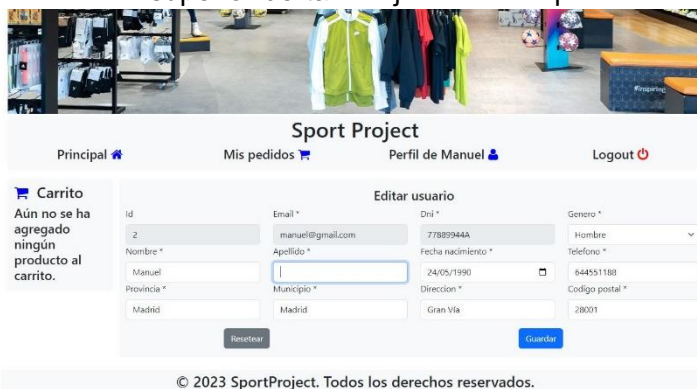 #inspiring
Sport Project
Principal Mis pedidos Perfil de Manuel Logout
Carrito
Aún no se ha
agregado
ningún
producto al
carrito.
Editar usuario
Id Email * Dni * Genero *
2 manuel@gmail.com 77889944A Hombre
Nombre * Apellido * Fecha nacimiento * Telefono *
Manuel 24/05/1990 644551188
Provincia * Municipio * Direccion * Codigo postal *
Madrid Madrid Gran Vía 28001
Resetear Guardar
© 2023 SportProject. Todos los derechos reservados.